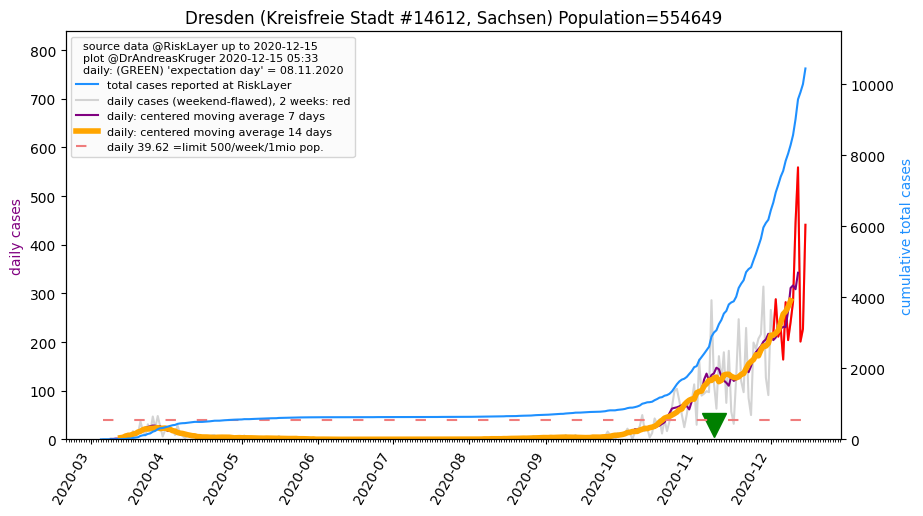 Dresden (Kreisfreie Stadt #14612, Sachsen) Population=554649
source data @RiskLayer up to 2020-12-15
plot @DrAndreasKruger 2020-12-15 05:33
daily: (GREEN) 'expectation day' = 08.11.2020
total cases reported at RiskLayer
daily cases (weekend-flawed), 2 weeks: red
daily: centered moving average 7 days
daily: centered moving average 14 days
daily 39.62 =limit 500/week/1mio pop.
daily cases
800
700
600
500
400
300
200
100
0
cumulative total cases
10000
8000
6000
4000
2000
0
2020-03
2020-04
2020-05
2020-06
2020-07
2020-08
2020-09
2020-10
2020-11
2020-12